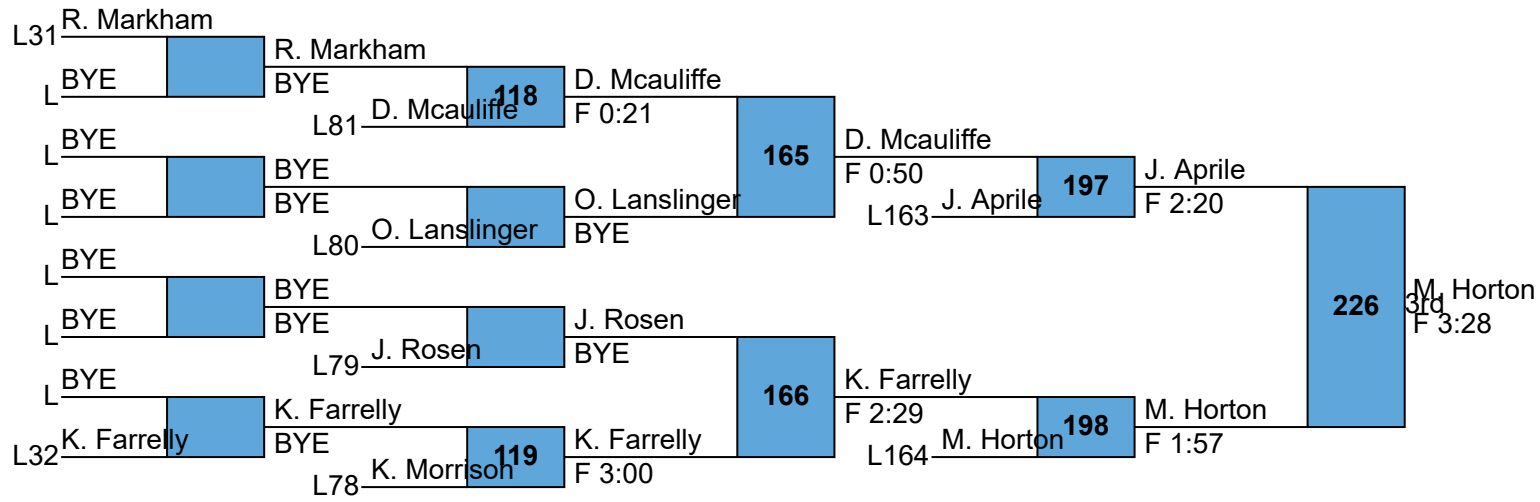 R. Markham
L31
BYE
L
R. Markham
BYE
D. Mcauliffe
L81
118
D. Mcauliffe
F 0:21
BYE
L
BYE
L
BYE
BYE
O. Lanslinger
L80
O. Lanslinger
BYE
165
D. Mcauliffe
F 0:50
J. Aprile
L163
197
J. Aprile
F 2:20
BYE
L
BYE
L
BYE
BYE
J. Rosen
L79
J. Rosen
BYE
BYE
L
K. Farrelly
L32
K. Farrelly
BYE
K. Morrison
L78
119
K. Farrelly
F 3:00
166
K. Farrelly
F 2:29
M. Horton
L164
198
M. Horton
F 1:57
226
M. Horton
3rd
F 3:28